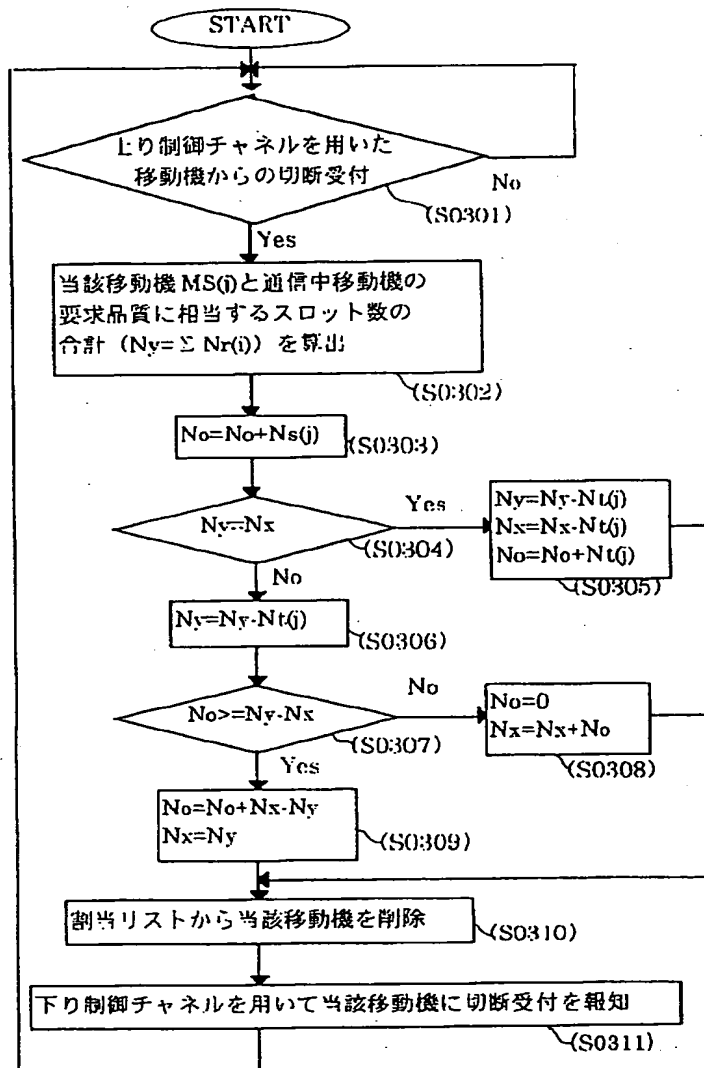 START
上り制御チャネルを用いた
移動機からの切断受付
No
(S0301)
Yes
当該移動機 MS(j)と通信中移動機の
要求品質に相当するスロット数の
合計（Ny=Σ Nr(i)）を算出
(S0302)
No=No+Ns(j)
(S0303)
Ny=Nx
Yes
(S0304)
Ny=Ny-Nt(j)
Nx=Nx-Nt(j)
No=No+Nt(j)
(S0305)
No
Ny=Ny-Nt(j)
(S0306)
No>=Ny-Nx
No
(S0307)
No=0
Nx=Nx+No
(S0308)
Yes
No=No+Nx-Ny
Nx=Ny
(S0309)
割当リストから当該移動機を削除
(S0310)
下り制御チャネルを用いて当該移動機に切断受付を報知
(S0311)